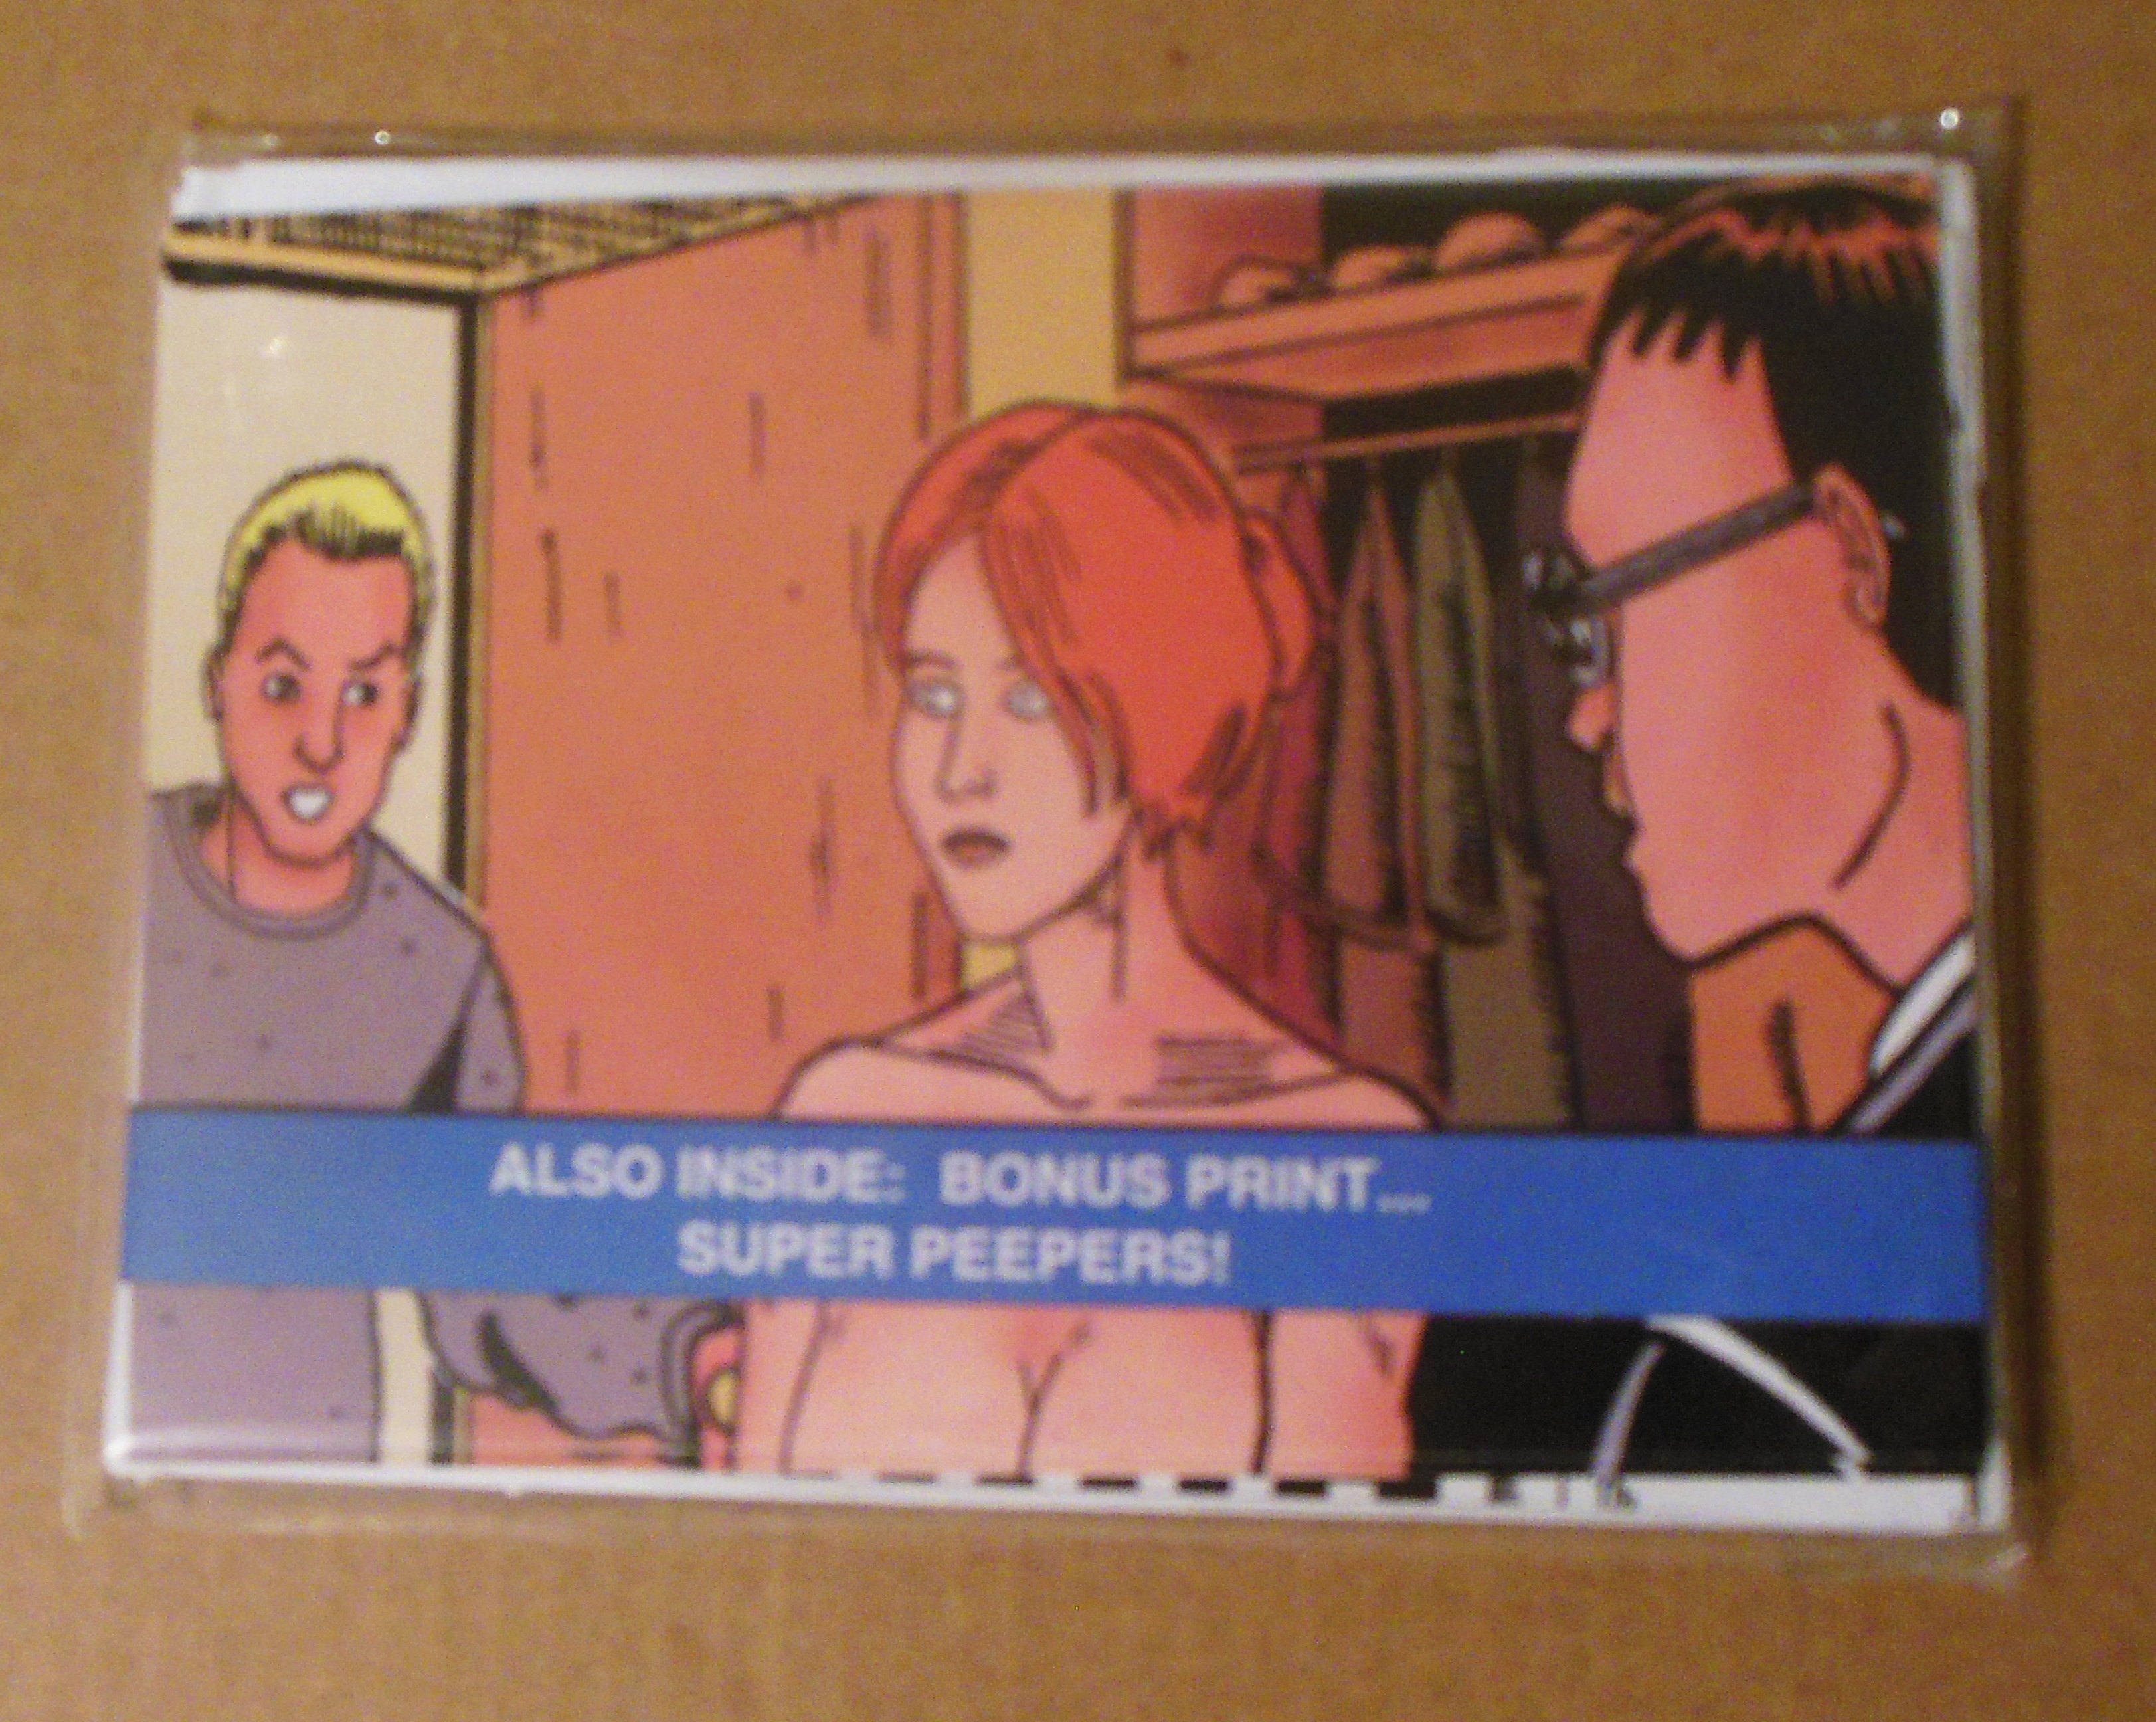 ALSO INSIDE: BONUS PRINT...
SUPER PEEPERS!